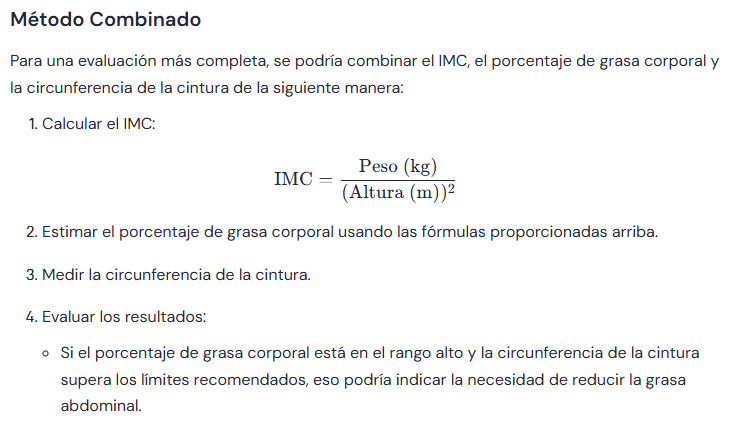 Método Combinado
Para una evaluación más completa, se podría combinar el IMC, el porcentaje de grasa corporal y
la circunferencia de la cintura de la siguiente manera:
1. Calcular el IMC:
IMC = Peso (kg) / (Altura (m))²
2. Estimar el porcentaje de grasa corporal usando las fórmulas proporcionadas arriba.
3. Medir la circunferencia de la cintura.
4. Evaluar los resultados:
◦ Si el porcentaje de grasa corporal está en el rango alto y la circunferencia de la cintura
supera los límites recomendados, eso podría indicar la necesidad de reducir la grasa
abdominal.